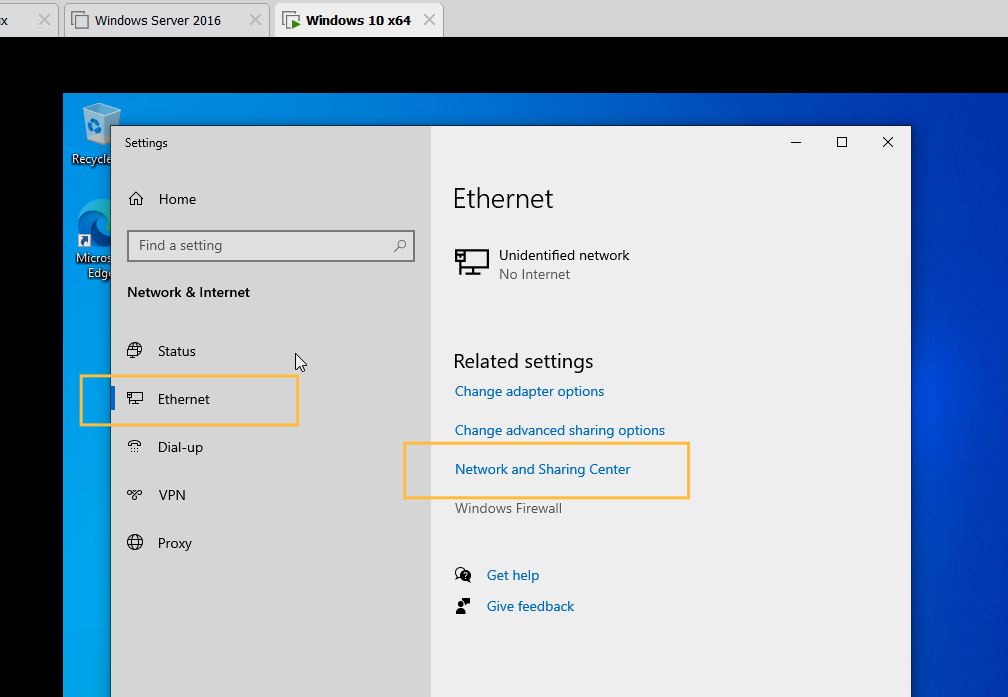 x
Windows Server 2016
Windows 10 x64
Recycle
Micros
Edge
Settings
Home
Find a setting
Network & Internet
Status
Ethernet
Dial-up
VPN
Proxy
Ethernet
Unidentified network
No Internet
Related settings
Change adapter options
Change advanced sharing options
Network and Sharing Center
Windows Firewall
Get help
Give feedback